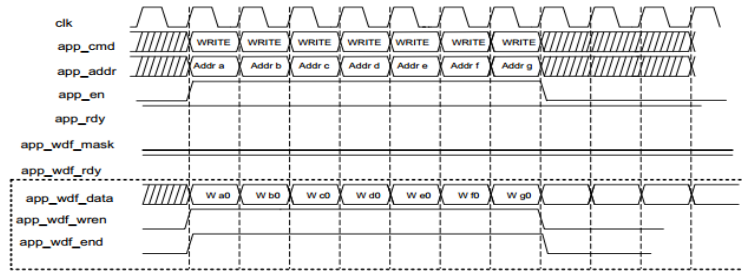 clk
app_cmd WRITE WRITE WRITE WRITE WRITE WRITE WRITE
app_addr Addr a Addr b Addr c Addr d Addr e Addr f Addr g
app_en
app_rdy
app_wdf_mask
app_wdf_rdy
app_wdf_data W a0 W b0 W c0 W d0 W e0 W f0 W g0
app_wdf_wren
app_wdf_end